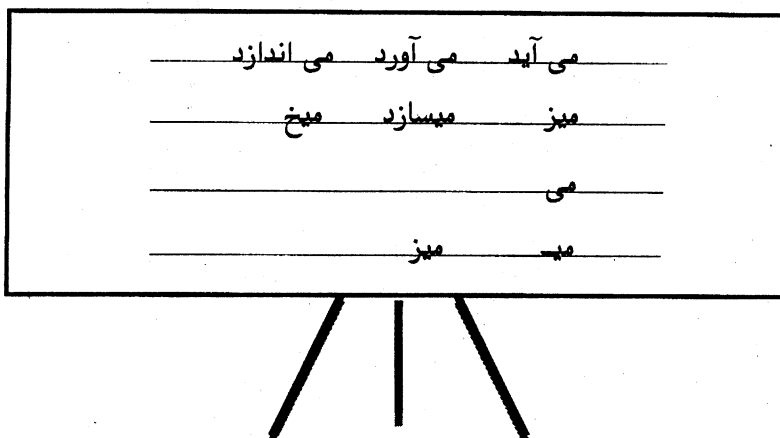 می آید می آورد می اندازد
میز میسازد میخ
می
میـ میز